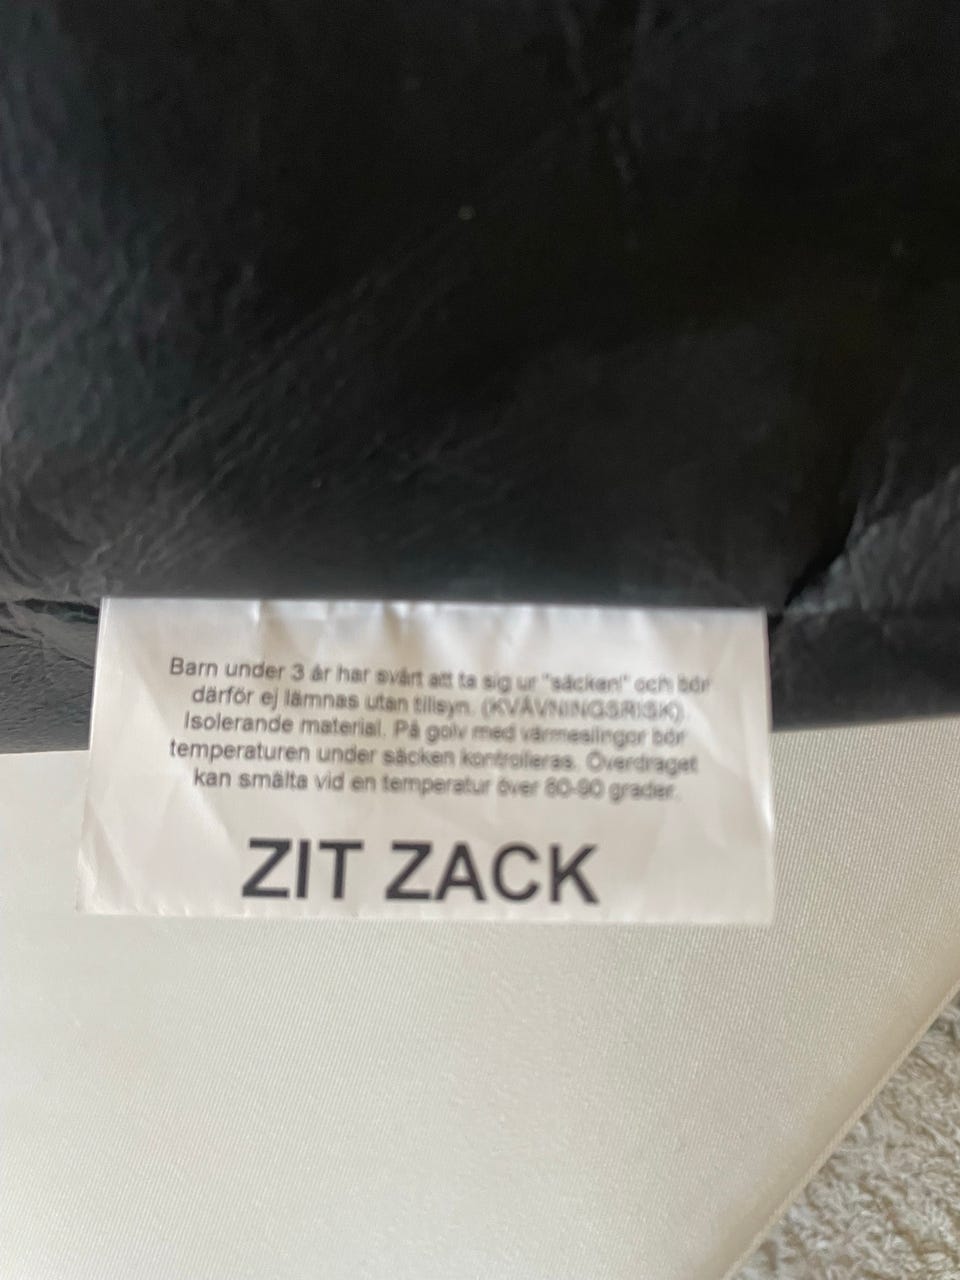 Barn under 3 år har svårt att ta sig ur "säcken" och bör
därför ej lämnas utan tillsyn. (KVÄVNINGSRISK).
Isolerande material. På golv med värmeslingor bör
temperaturen under säcken kontrolleras. Överdraget
kan smälta vid en temperatur över 80-90 grader.
ZIT ZACK